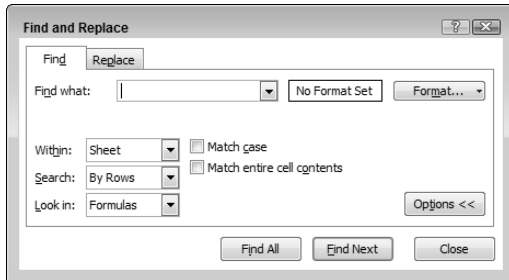 Find and Replace
Find Replace
Find what: No Format Set Format...
Within: Sheet Match case
Match entire cell contents
Search: By Rows
Look in: Formulas Options <<
Find All Find Next Close